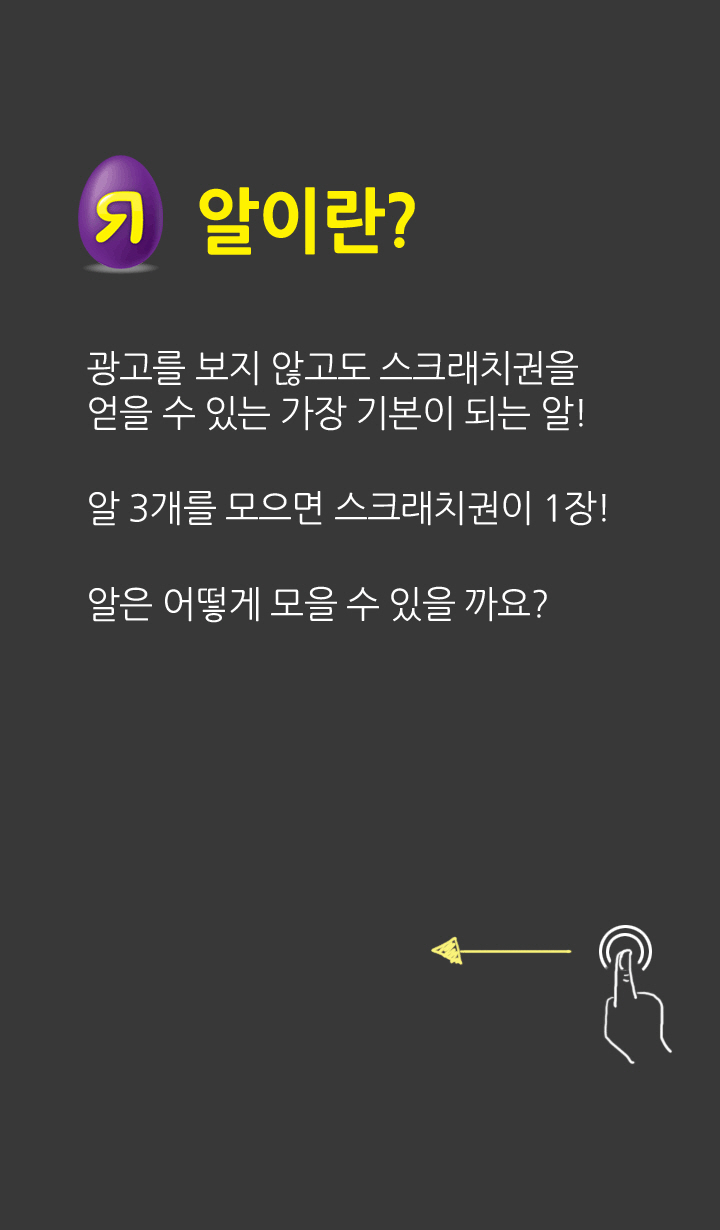 Я 알이란?
광고를 보지 않고도 스크래치권을
얻을 수 있는 가장 기본이 되는 알!
알 3개를 모으면 스크래치권이 1장!
알은 어떻게 모을 수 있을 까요?